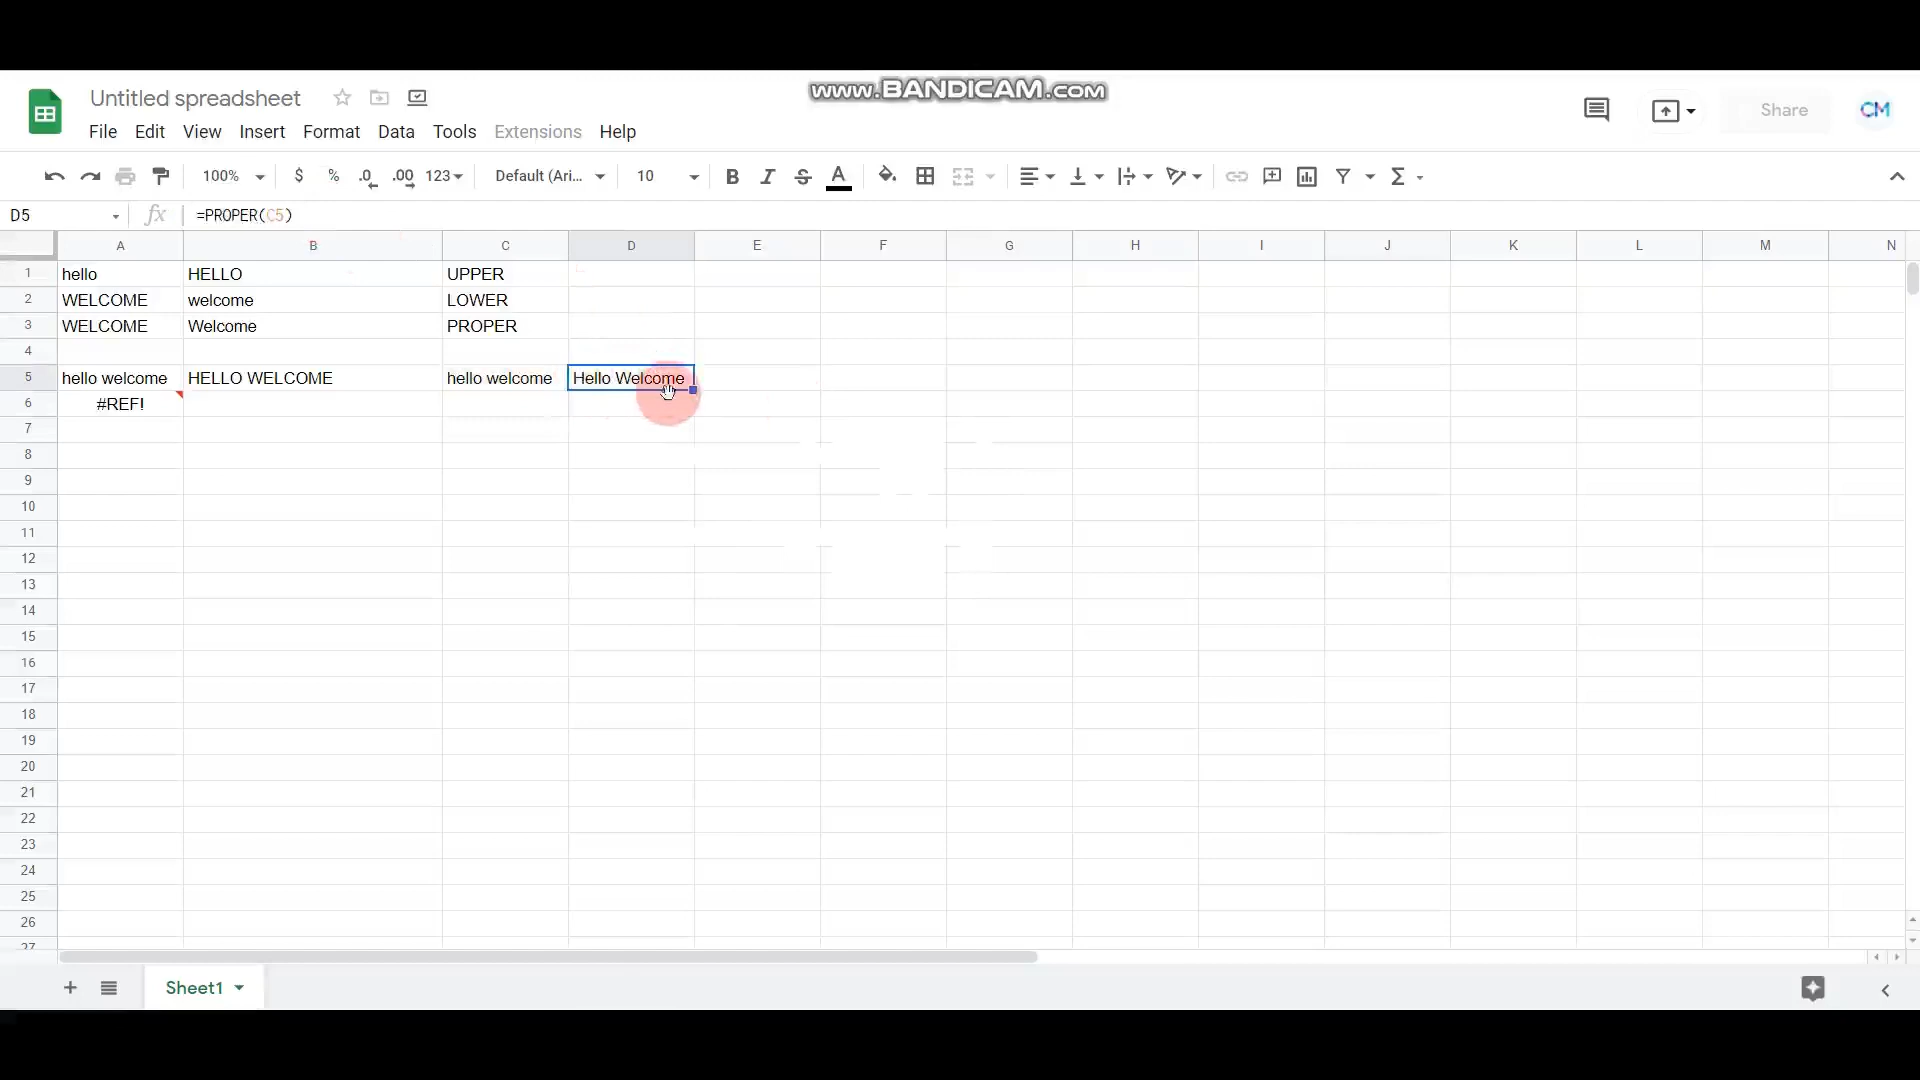 www.BANDICAM.com
Untitled spreadsheet
File Edit View Insert Format Data Tools Extensions Help
Share
CM
100% $ % .0 .00 123 Default (Ari... 10 B I S A Σ
D5 fx =PROPER(C5)
A B C D E F G H I J K L M N
1 hello HELLO UPPER
2 WELCOME welcome LOWER
3 WELCOME Welcome PROPER
4
5 hello welcome HELLO WELCOME hello welcome Hello Welcome
6 #REF!
7
8
9
10
11
12
13
14
15
16
17
18
19
20
21
22
23
24
25
26
27
Sheet1